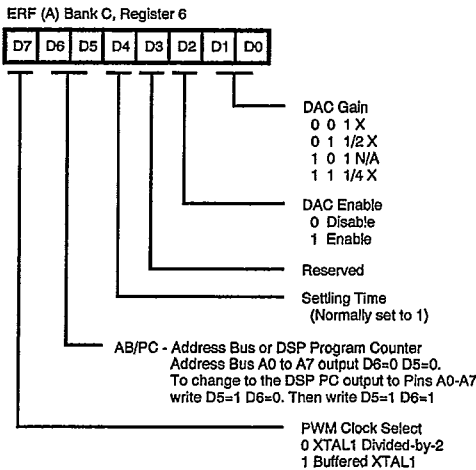 ERF (A) Bank C, Register 6
D7 D6 D5 D4 D3 D2 D1 D0
DAC Gain
0 0 1 X
0 1 1/2 X
1 0 1 N/A
1 1 1/4 X
DAC Enable
0 Disable
1 Enable
Reserved
Settling Time
(Normally set to 1)
AB/PC - Address Bus or DSP Program Counter
Address Bus A0 to A7 output D6=0 D5=0.
To change to the DSP PC output to Pins A0-A7
write D5=1 D6=0. Then write D5=1 D6=1
PWM Clock Select
0 XTAL1 Divided-by-2
1 Buffered XTAL1